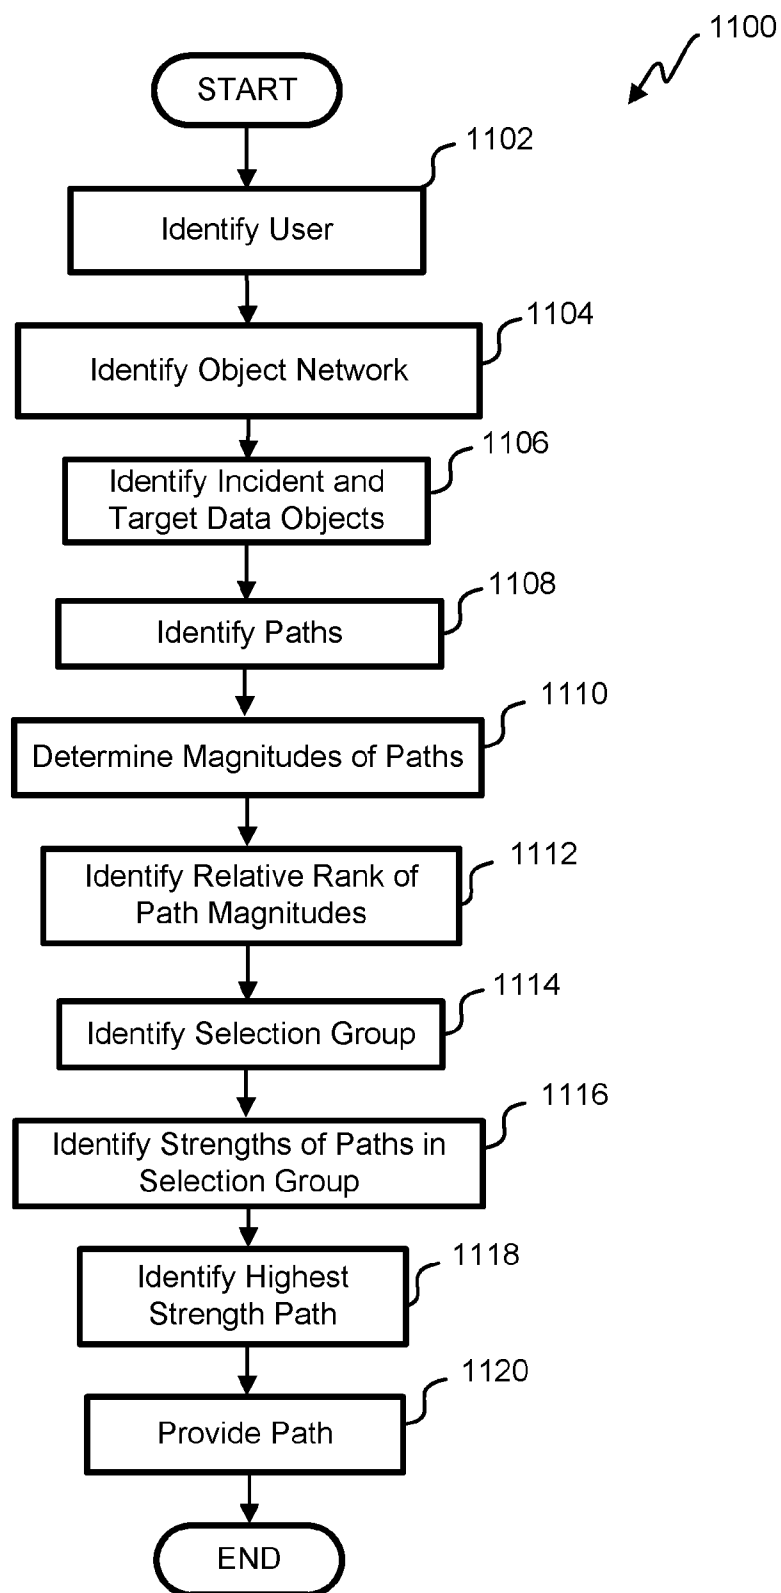 1100
START
1102
Identify User
1104
Identify Object Network
1106
Identify Incident and
Target Data Objects
1108
Identify Paths
1110
Determine Magnitudes of Paths
1112
Identify Relative Rank of
Path Magnitudes
1114
Identify Selection Group
1116
Identify Strengths of Paths in
Selection Group
1118
Identify Highest
Strength Path
1120
Provide Path
END